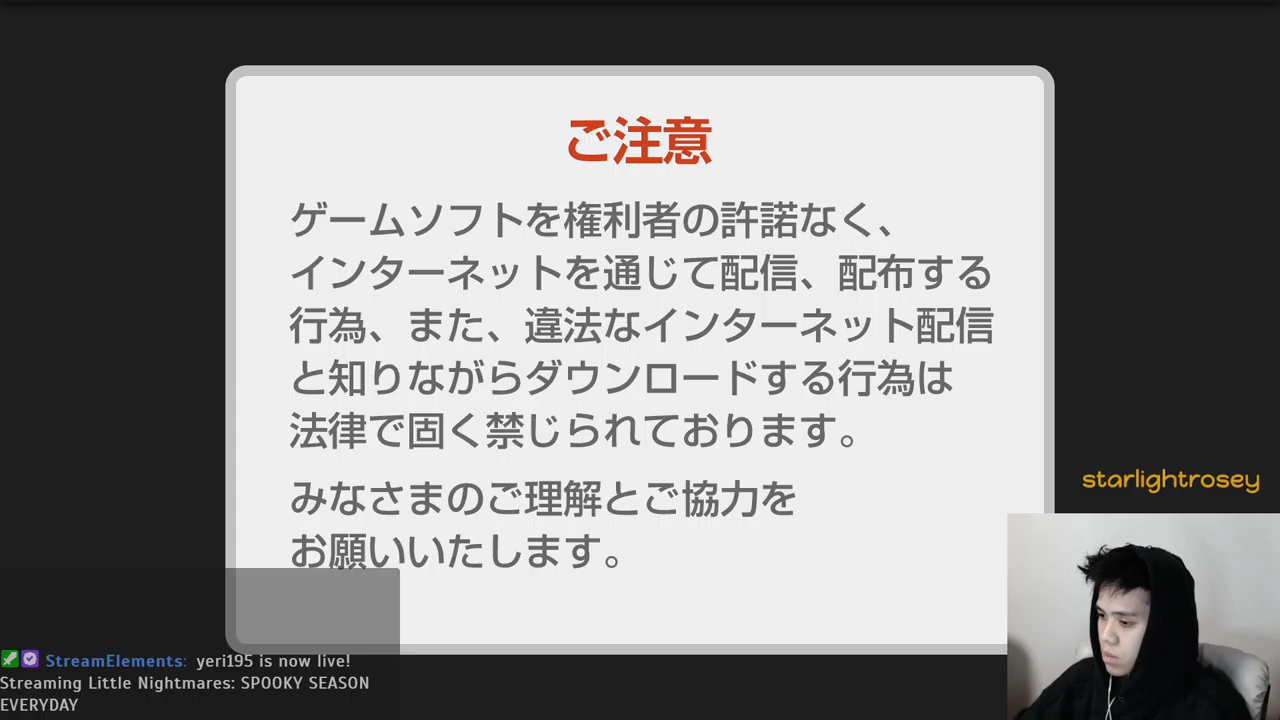 ご注意
ゲームソフトを権利者の許諾なく、
インターネットを通じて配信、配布する
行為、また、違法なインターネット配信
と知りながらダウンロードする行為は
法律で固く禁じられております。
みなさまのご理解とご協力を
お願いいたします。
starlightrosey
StreamElements: yeri195 is now live!
Streaming Little Nightmares: SPOOKY SEASON
EVERYDAY